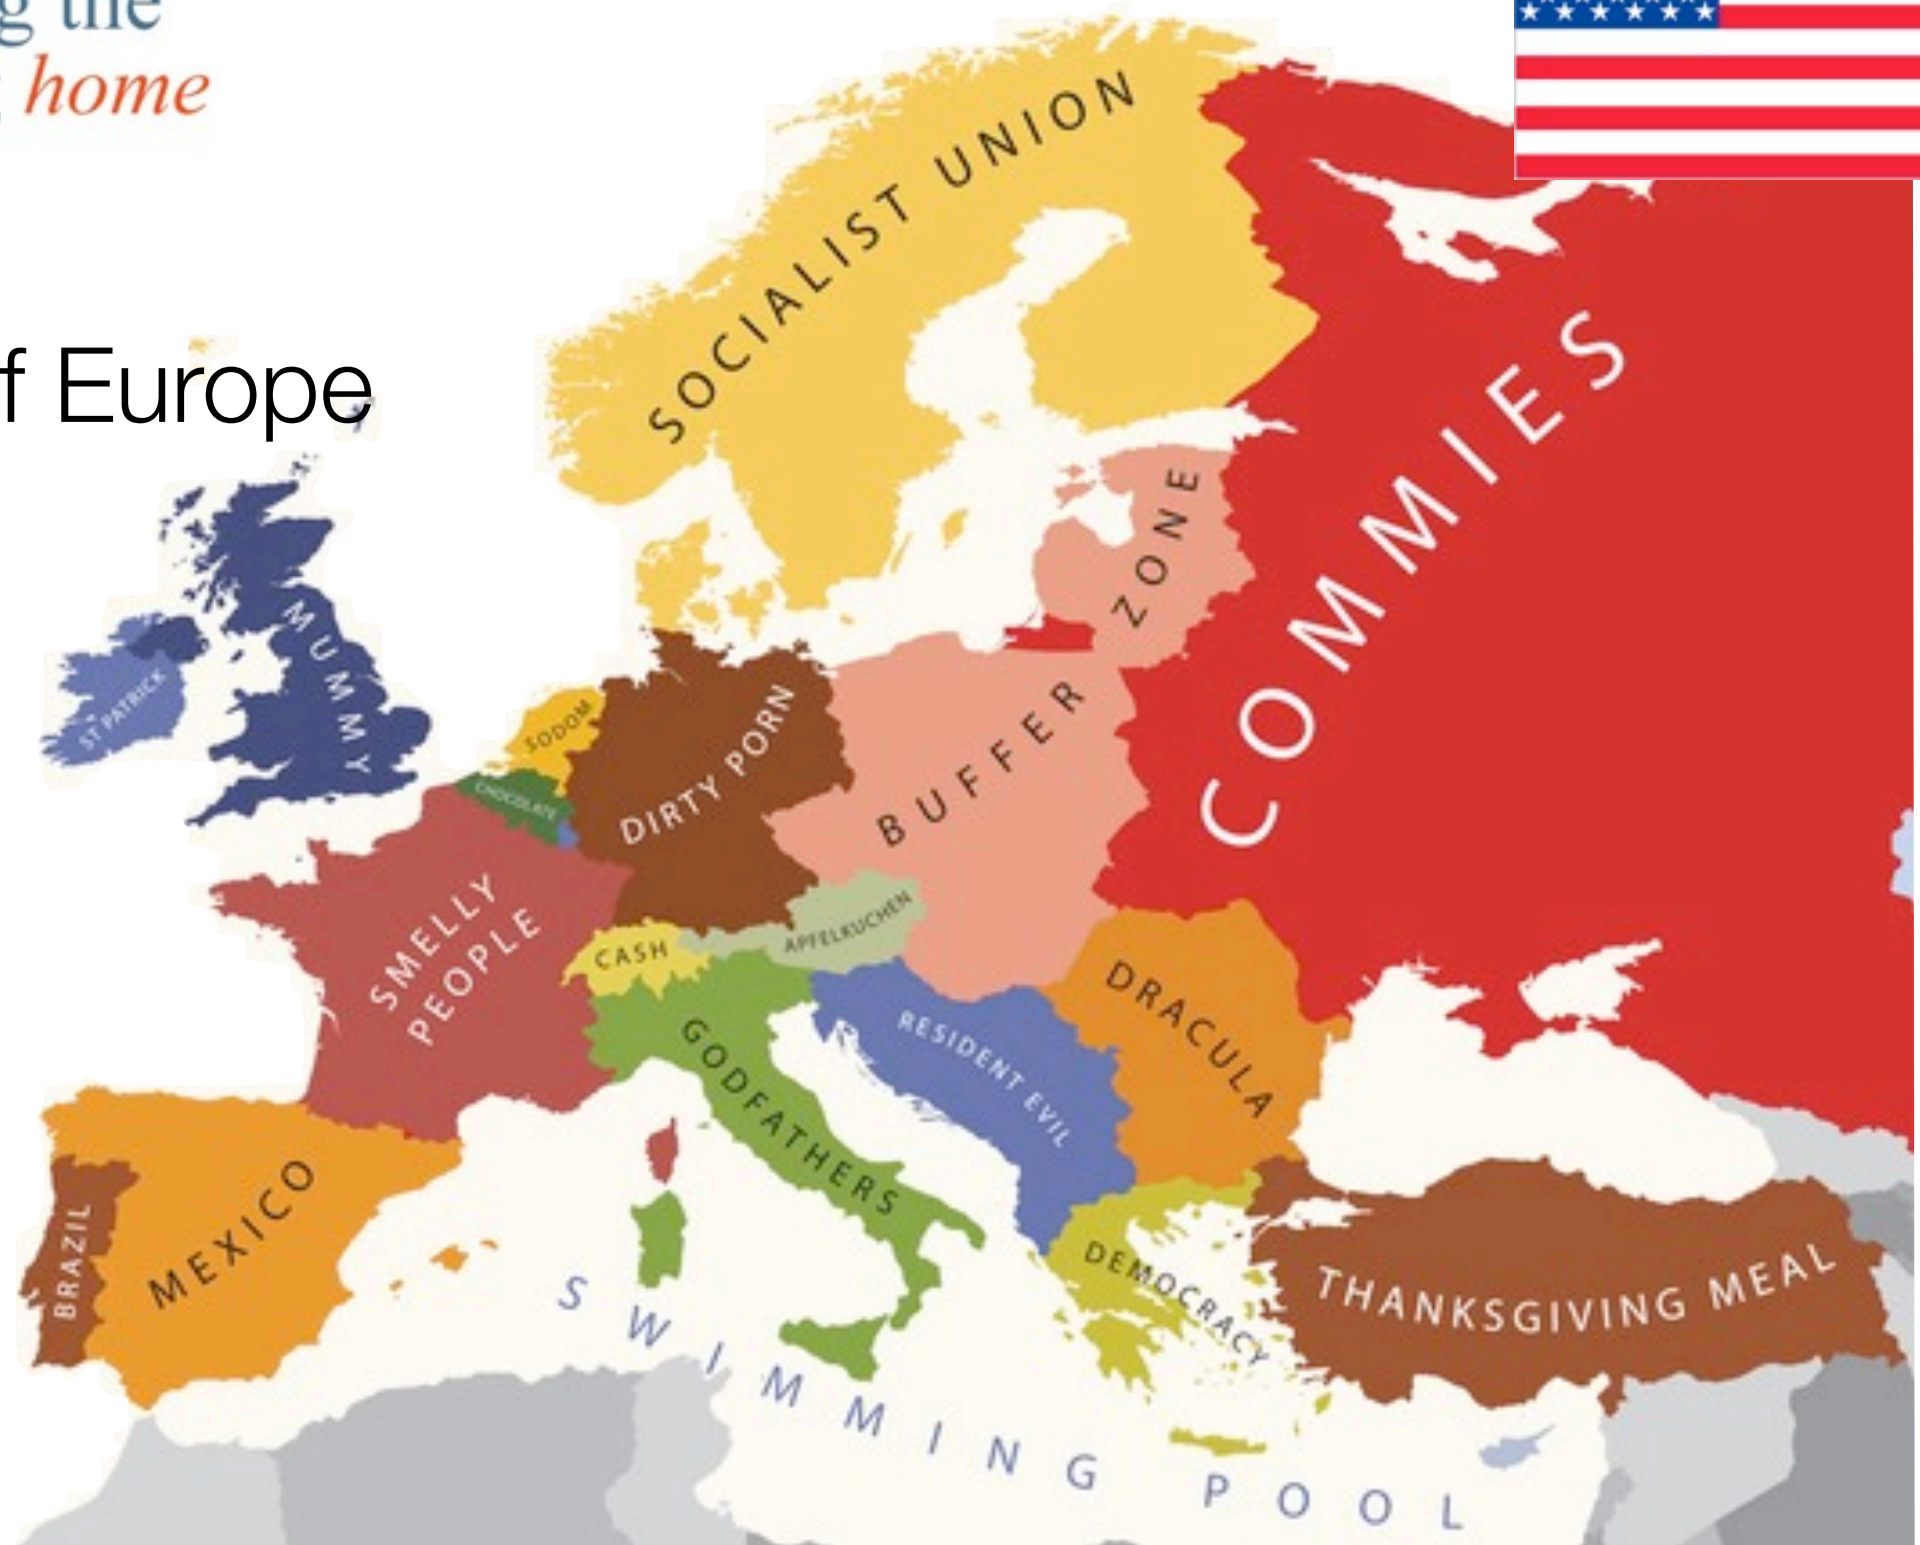 g the
home
f Europe
SOCIALIST UNION
COMMIES
ZONE
BUFFER
MUMMY
ST PATRICK
SODOM
CHOCOLATE
DIRTY PORN
SMELLY
PEOPLE
CASH
APFELKUCHEN
DRACULA
RESIDENT EVIL
GODFATHERS
MEXICO
BRAZIL
DEMOCRACY
THANKSGIVING MEAL
SWIMMING POOL